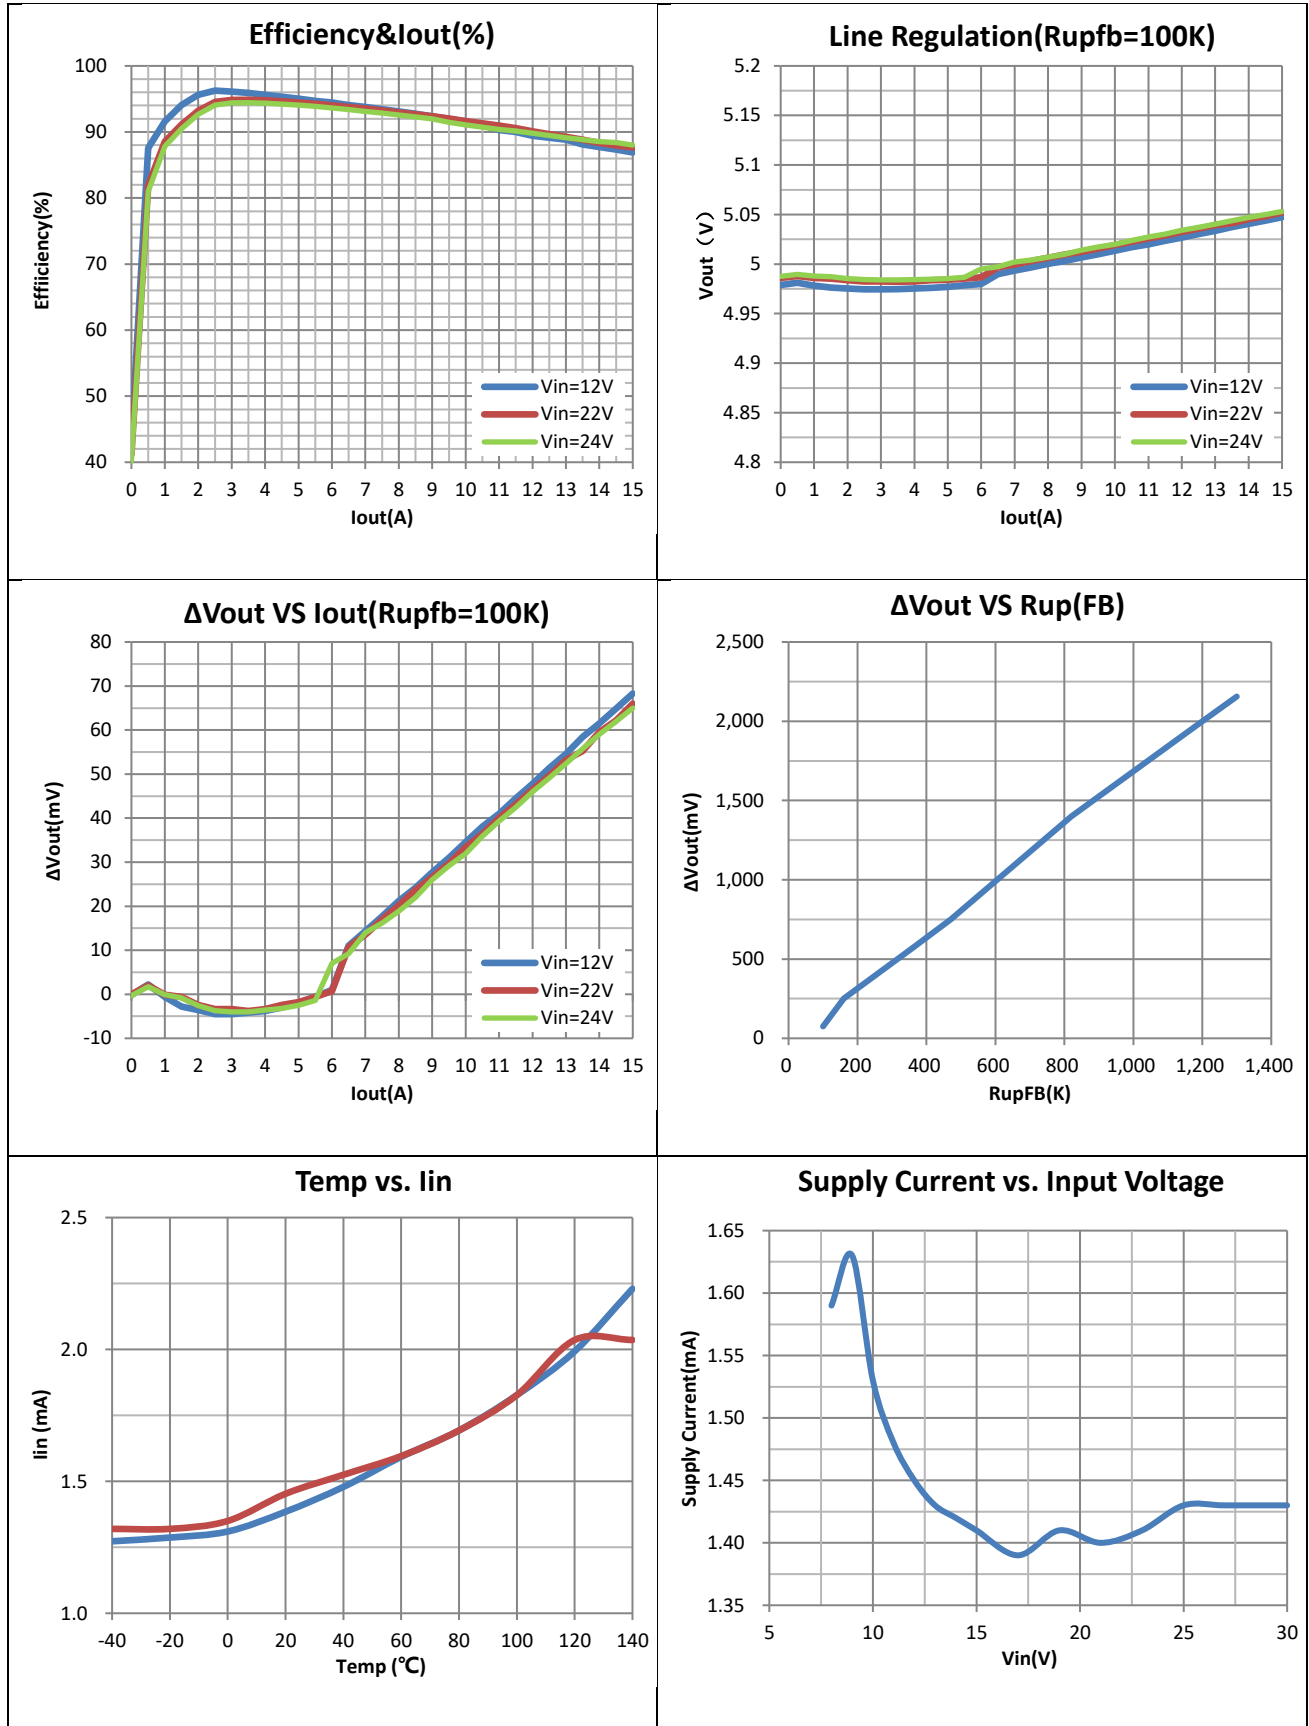 Efficiency&Iout(%)
100
90
80
70
60
50
40
Effiiciency(%)
Vin=12V
Vin=22V
Vin=24V
0 1 2 3 4 5 6 7 8 9 10 11 12 13 14 15
Iout(A)
Line Regulation(Rupfb=100K)
5.2
5.15
5.1
5.05
5
4.95
4.9
4.85
4.8
Vout（V）
Vin=12V
Vin=22V
Vin=24V
0 1 2 3 4 5 6 7 8 9 10 11 12 13 14 15
Iout(A)
ΔVout VS Iout(Rupfb=100K)
80
70
60
50
40
30
20
10
0
-10
ΔVout(mV)
Vin=12V
Vin=22V
Vin=24V
0 1 2 3 4 5 6 7 8 9 10 11 12 13 14 15
Iout(A)
ΔVout VS Rup(FB)
2,500
2,000
1,500
1,000
500
0
ΔVout(mV)
0 200 400 600 800 1,000 1,200 1,400
RupFB(K)
Temp vs. Iin
2.5
2.0
1.5
1.0
Iin (mA)
-40 -20 0 20 40 60 80 100 120 140
Temp (℃)
Supply Current vs. Input Voltage
1.65
1.60
1.55
1.50
1.45
1.40
1.35
Supply Current(mA)
5 10 15 20 25 30
Vin(V)